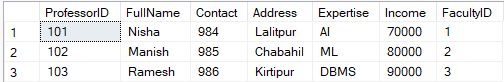 ProfessorID FullName Contact Address Expertise Income FacultyID
1 101 Nisha 984 Lalitpur AI 70000 1
2 102 Manish 985 Chabahil ML 80000 2
3 103 Ramesh 986 Kirtipur DBMS 90000 3